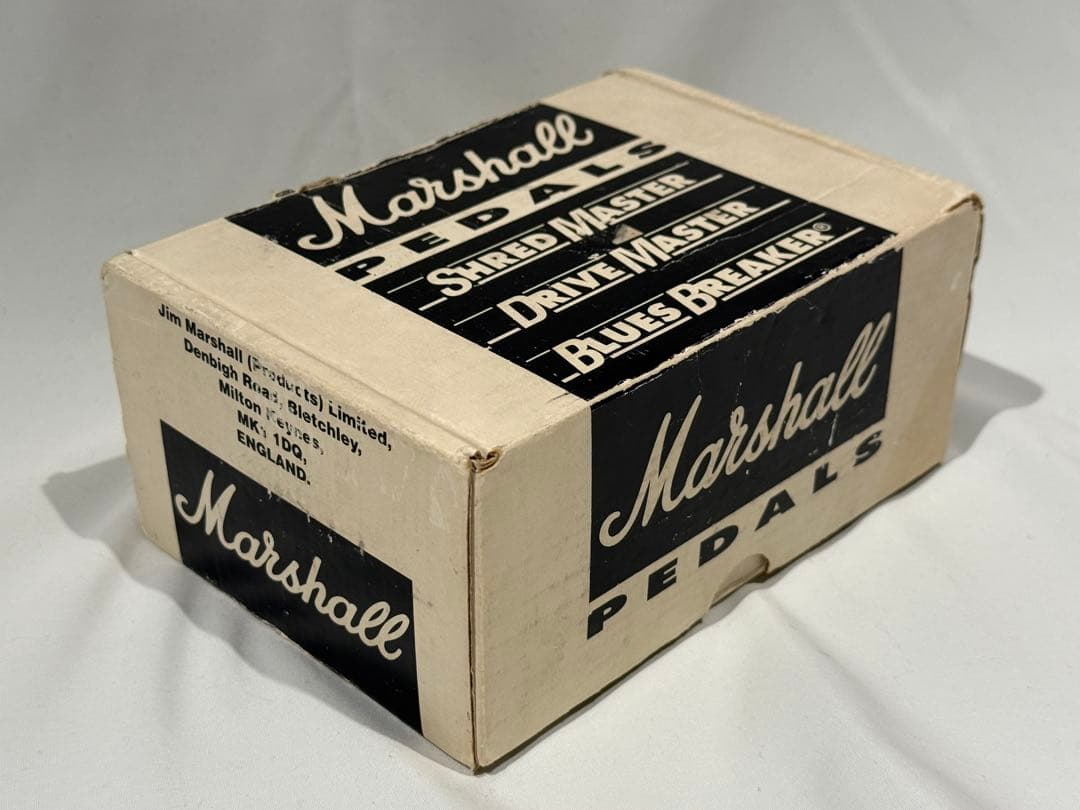 Marshall
PEDALS
SHRED MASTER
DRIVE MASTER
BLUES BREAKER®
Jim Marshall (Products) Limited,
Denbigh Road, Bletchley,
Milton Keynes,
MK1 1DQ,
ENGLAND.
Marshall
Marshall
PEDALS